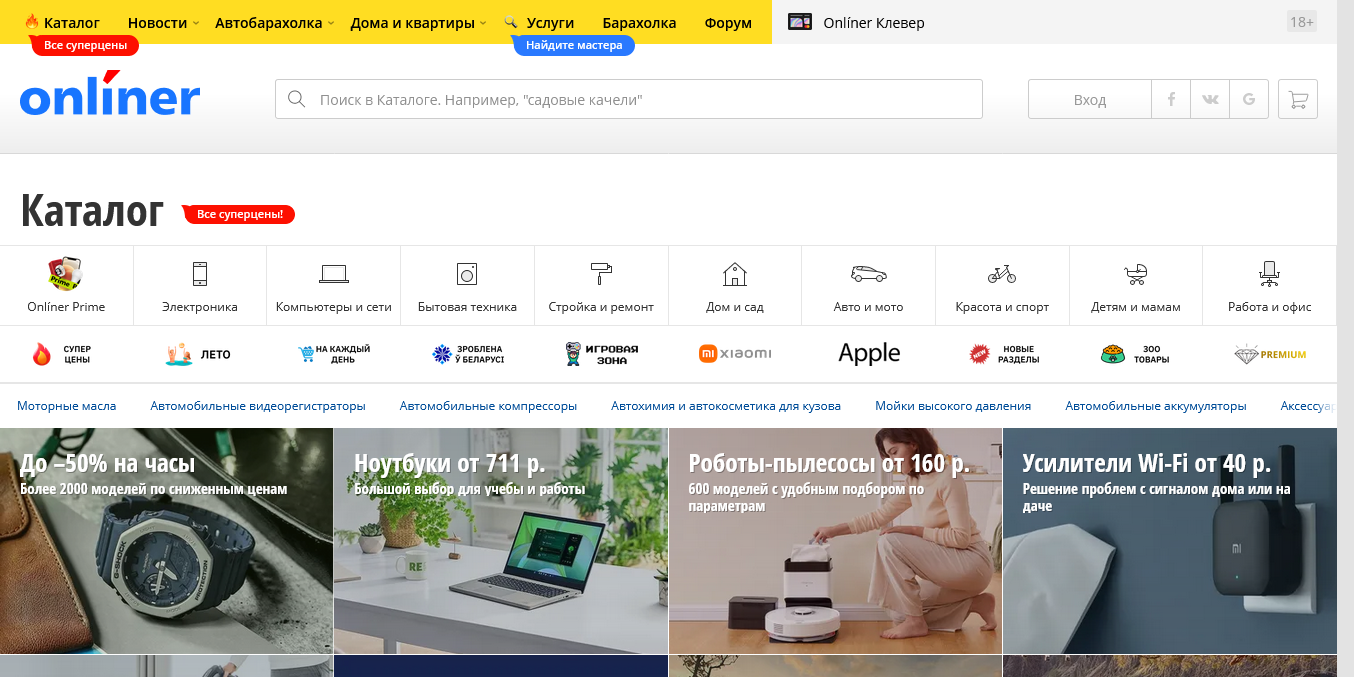 Каталог
Новости
Автобарахолка
Дома и квартиры
Услуги
Барахолка
Форум
Onlíner Клевер
18+
Все суперцены
Найдите мастера
onlíner
Поиск в Каталоге. Например, "садовые качели"
Вход
Каталог
Все суперцены!
Onlíner Prime
Электроника
Компьютеры и сети
Бытовая техника
Стройка и ремонт
Дом и сад
Авто и мото
Красота и спорт
Детям и мамам
Работа и офис
СУПЕР
ЦЕНЫ
ЛЕТО
НА КАЖДЫЙ
ДЕНЬ
ЗРОБЛЕНА
Ў БЕЛАРУСІ
ИГРОВАЯ
ЗОНА
xiaomi
Apple
НОВЫЕ
РАЗДЕЛЫ
ЗОО
ТОВАРЫ
PREMIUM
Моторные масла
Автомобильные видеорегистраторы
Автомобильные компрессоры
Автохимия и автокосметика для кузова
Мойки высокого давления
Автомобильные аккумуляторы
Аксессуар
До –50% на часы
Более 2000 моделей по сниженным ценам
Ноутбуки от 711 р.
Большой выбор для учебы и работы
Роботы-пылесосы от 160 р.
600 моделей с удобным подбором по
параметрам
Усилители Wi-Fi от 40 р.
Решение проблем с сигналом дома или на
даче
G-SHOCK
PROTECTION
RE